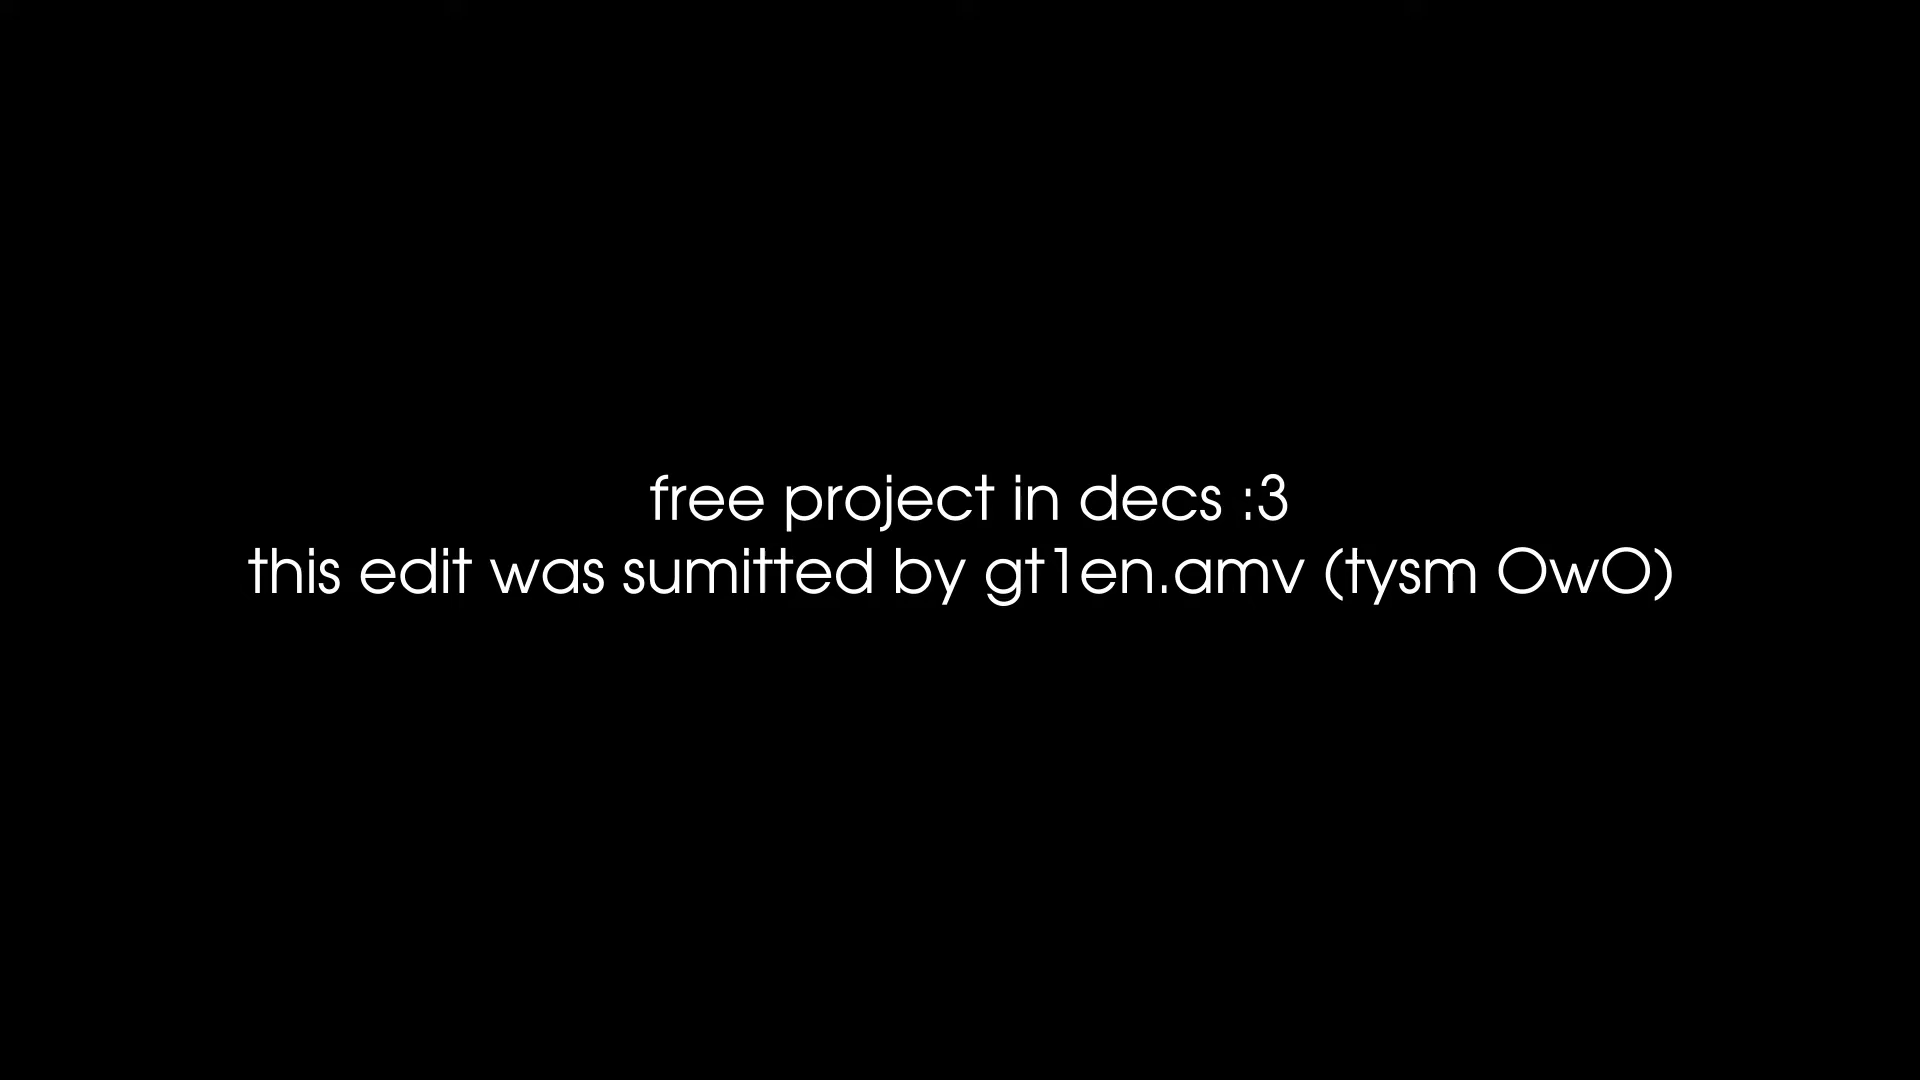 free project in decs :3
this edit was sumitted by gt1en.amv (tysm OwO)